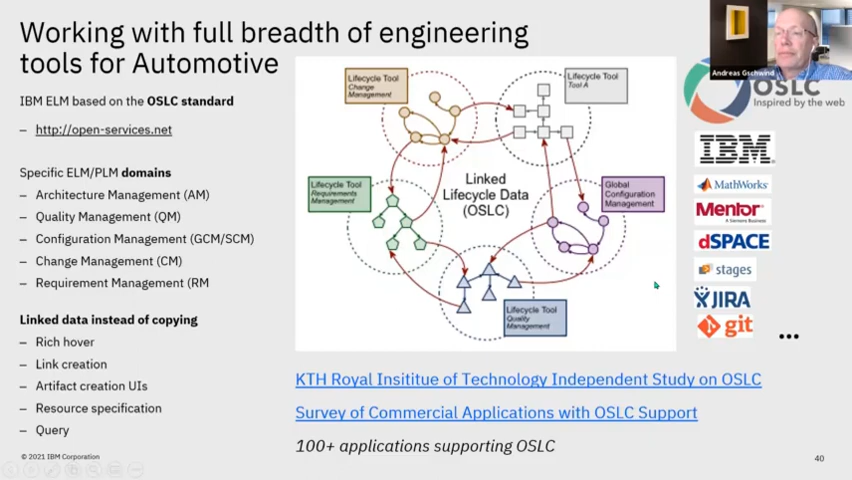 Working with full breadth of engineering
tools for Automotive
IBM ELM based on the OSLC standard
– http://open-services.net
Specific ELM/PLM domains
– Architecture Management (AM)
– Quality Management (QM)
– Configuration Management (GCM/SCM)
– Change Management (CM)
– Requirement Management (RM
Linked data instead of copying
– Rich hover
– Link creation
– Artifact creation UIs
– Resource specification
– Query
© 2021 IBM Corporation
Lifecycle Tool
Change
Management
Lifecycle Tool
Tool A
Lifecycle Tool
Requirements
Management
Linked
Lifecycle Data
(OSLC)
Global
Configuration
Management
Lifecycle Tool
Quality
Management
KTH Royal Insititue of Technology Independent Study on OSLC
Survey of Commercial Applications with OSLC Support
100+ applications supporting OSLC
Andreas Gschwind
OSLC
Inspired by the web
IBM
MathWorks
Mentor
A Siemens Business
dSPACE
stages
JIRA
git
...
40